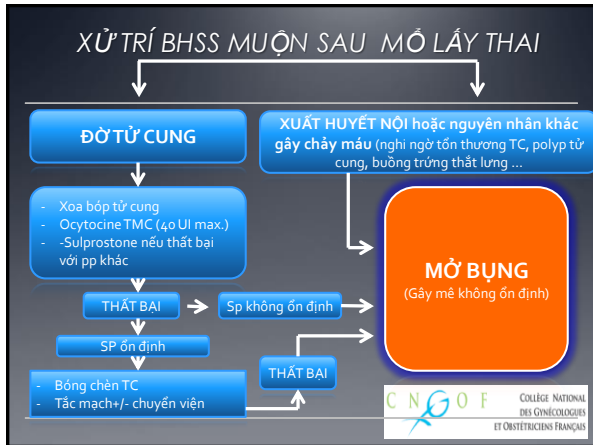 XỬ TRÍ BHSS MUỘN SAU MỔ LẤY THAI
ĐỜ TỬ CUNG
XUẤT HUYẾT NỘI hoặc nguyên nhân khác
gây chảy máu (nghi ngờ tổn thương TC, polyp tử
cung, buồng trứng thắt lưng ...
- Xoa bóp tử cung
- Ocytocine TMC (40 UI max.)
- -Sulprostone nếu thất bại
với pp khác
MỞ BỤNG
(Gây mê không ổn định)
THẤT BẠI
Sp không ổn định
SP ổn định
THẤT BẠI
- Bóng chèn TC
- Tắc mạch+/- chuyển viện
CNGOF
COLLÈGE NATIONAL
DES GYNÉCOLOGUES
ET OBSTÉTRICIENS FRANÇAIS